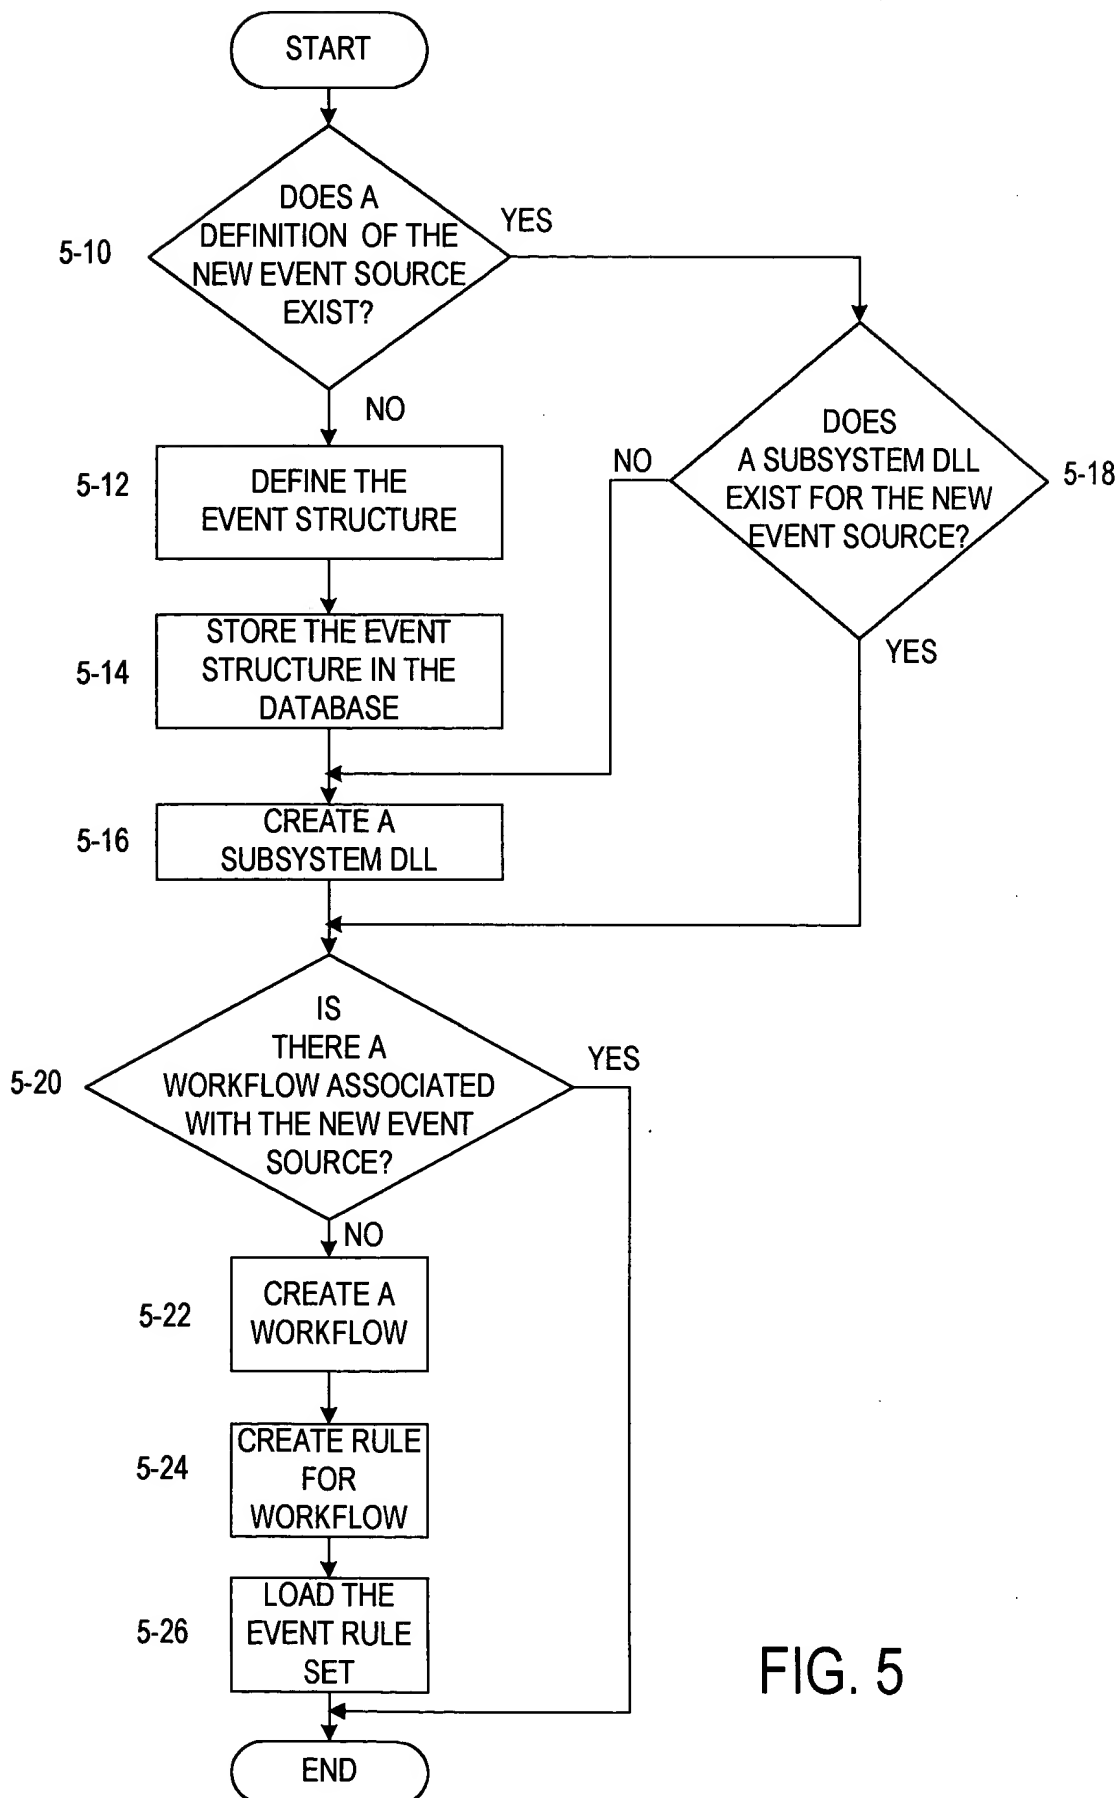 START
DOES A
DEFINITION OF THE
NEW EVENT SOURCE
EXIST?
5-10
YES
NO
DOES
A SUBSYSTEM DLL
EXIST FOR THE NEW
EVENT SOURCE?
5-18
NO
YES
5-12
DEFINE THE
EVENT STRUCTURE
5-14
STORE THE EVENT
STRUCTURE IN THE
DATABASE
5-16
CREATE A
SUBSYSTEM DLL
5-20
IS
THERE A
WORKFLOW ASSOCIATED
WITH THE NEW EVENT
SOURCE?
YES
NO
5-22
CREATE A
WORKFLOW
5-24
CREATE RULE
FOR
WORKFLOW
5-26
LOAD THE
EVENT RULE
SET
END
FIG. 5